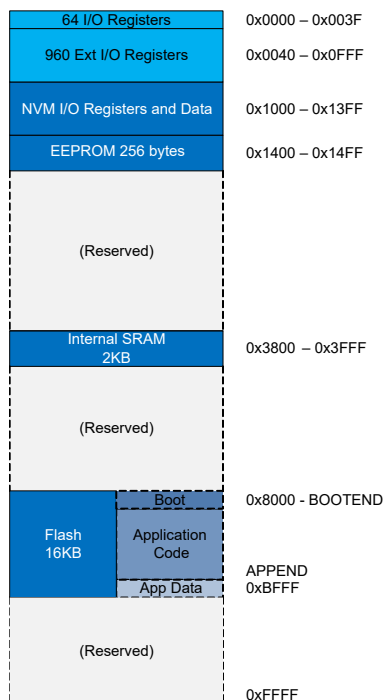 64 I/O Registers 0x0000 – 0x003F
960 Ext I/O Registers 0x0040 – 0x0FFF
NVM I/O Registers and Data 0x1000 – 0x13FF
EEPROM 256 bytes 0x1400 – 0x14FF
(Reserved)
Internal SRAM
2KB
0x3800 – 0x3FFF
(Reserved)
Boot 0x8000 - BOOTEND
Flash
16KB
Application
Code
APPEND
App Data 0xBFFF
(Reserved)
0xFFFF